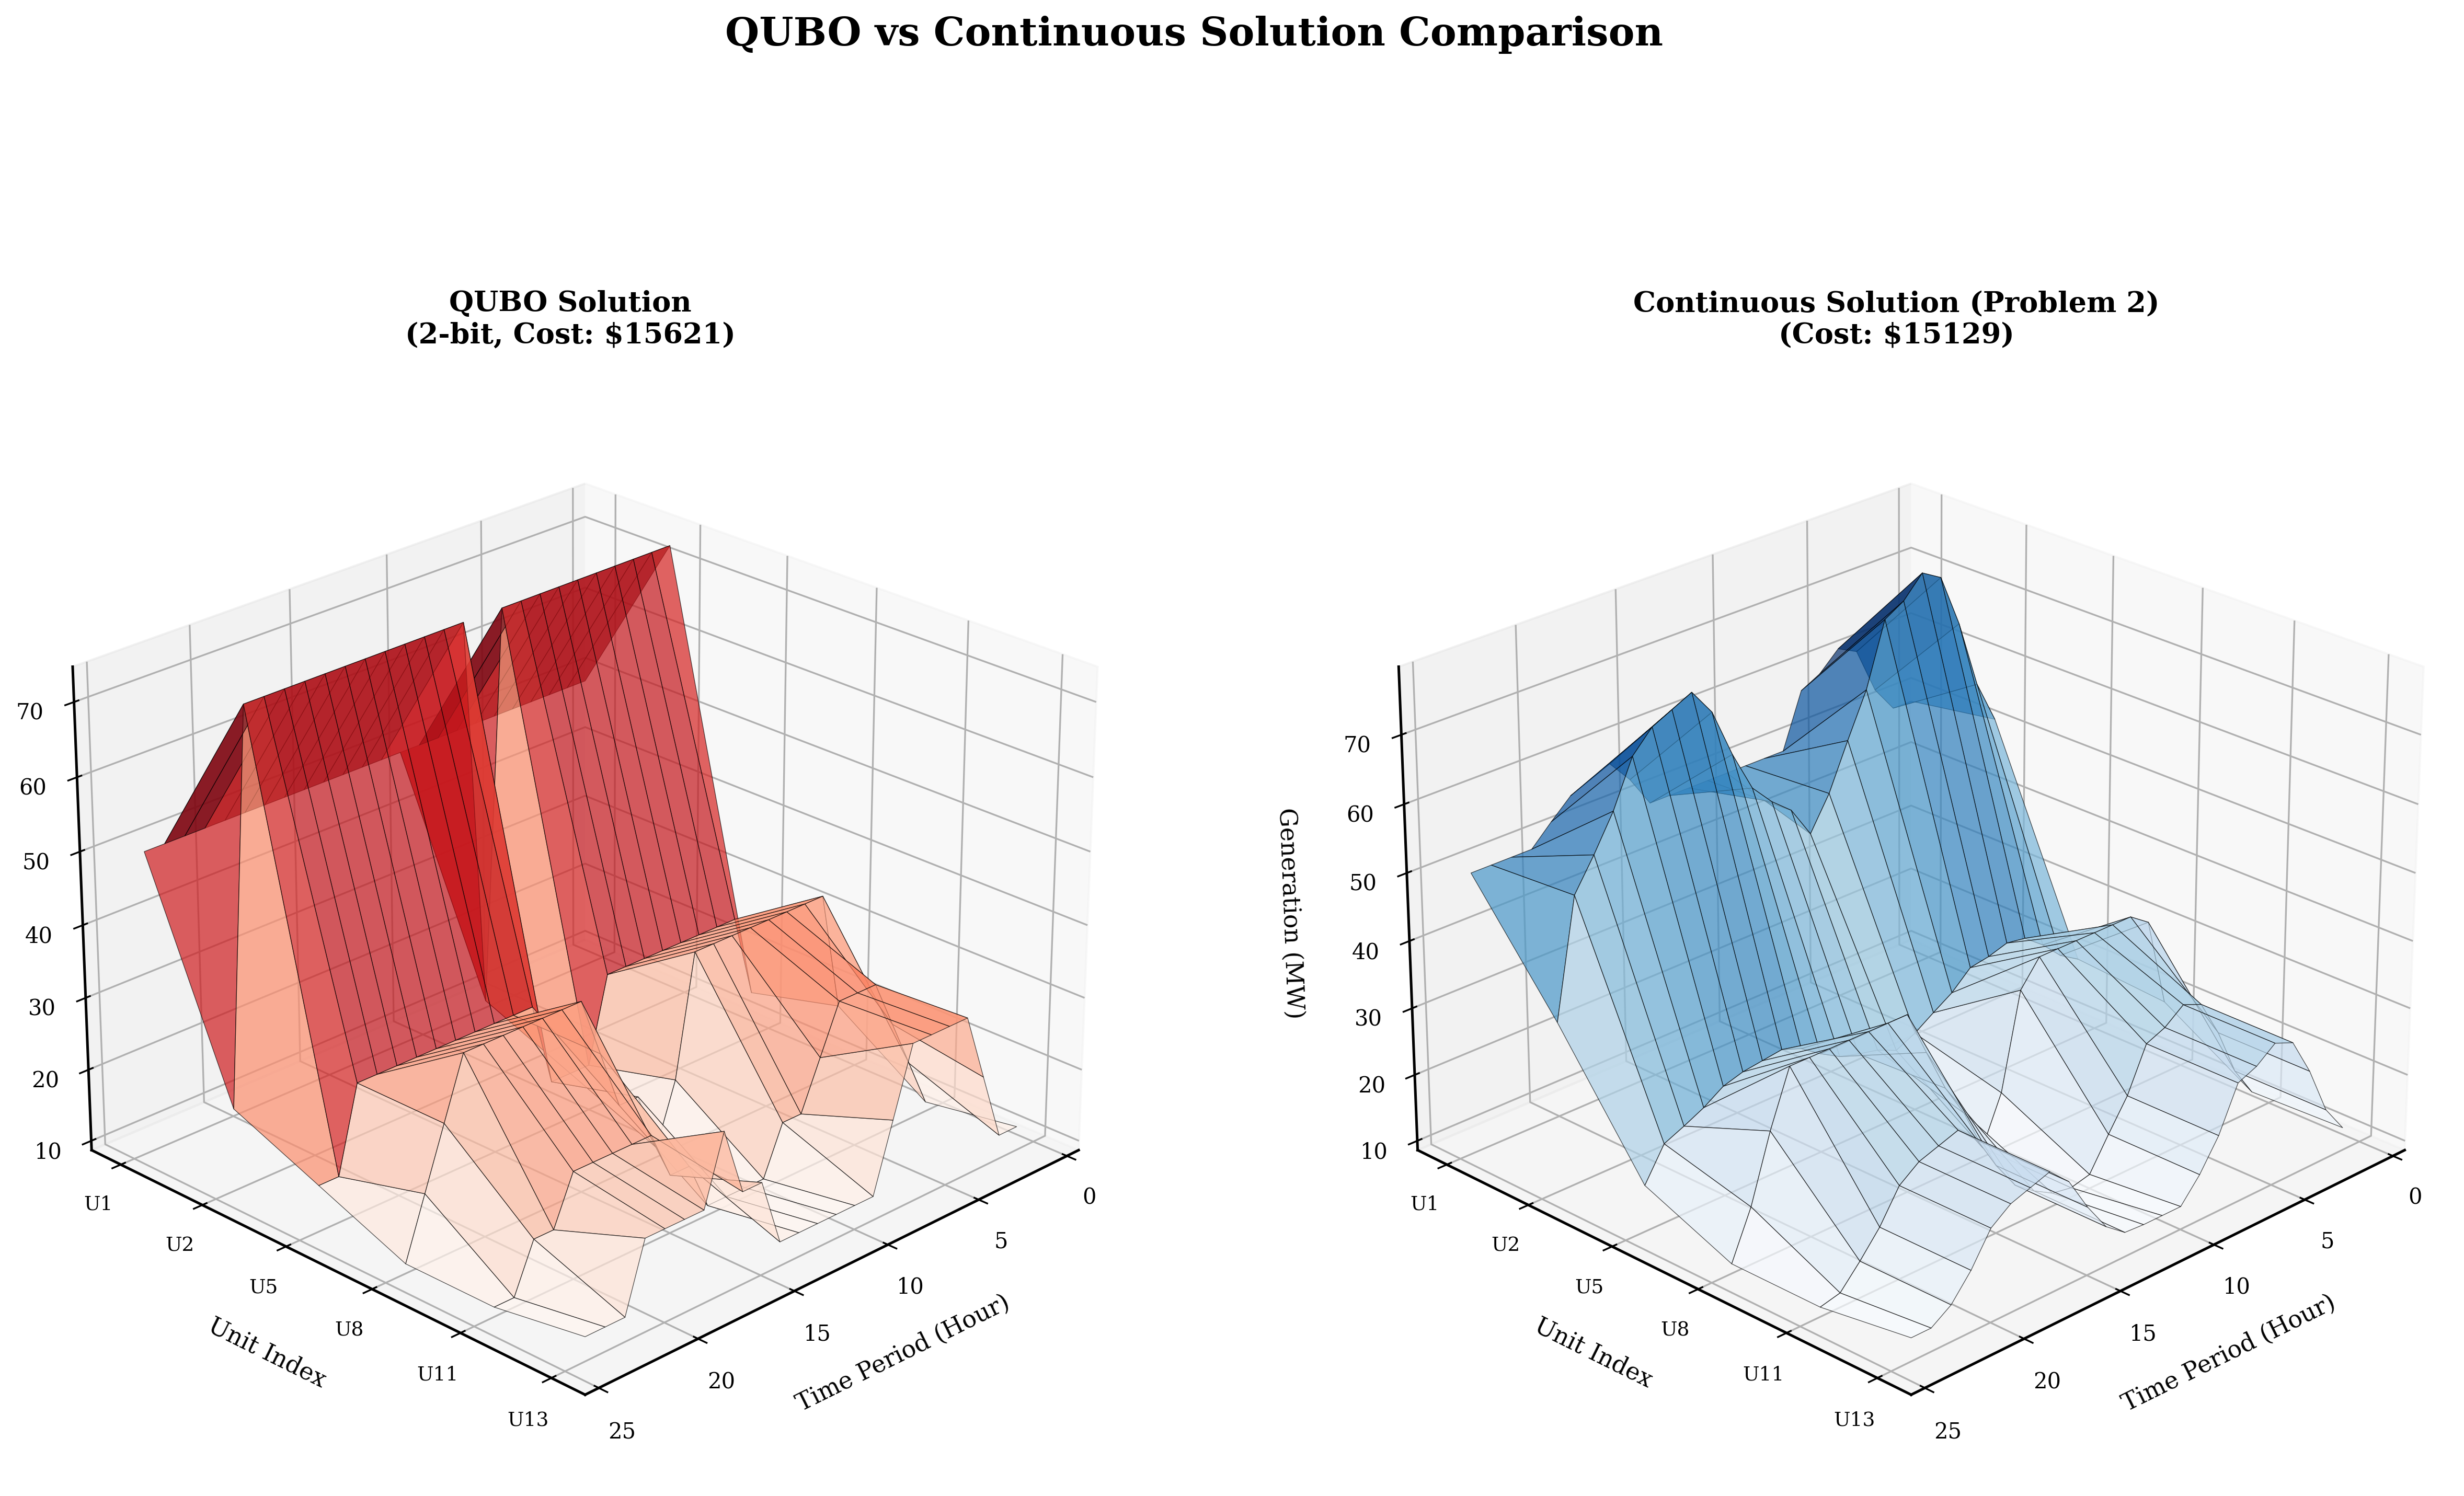 QUBO vs Continuous Solution Comparison
QUBO Solution
(2-bit, Cost: $15621)
70
60
50
40
30
20
10
U1
U2
U5
U8
U11
U13
Unit Index
0
5
10
15
20
25
Time Period (Hour)
Continuous Solution (Problem 2)
(Cost: $15129)
Generation (MW)
70
60
50
40
30
20
10
U1
U2
U5
U8
U11
U13
Unit Index
0
5
10
15
20
25
Time Period (Hour)